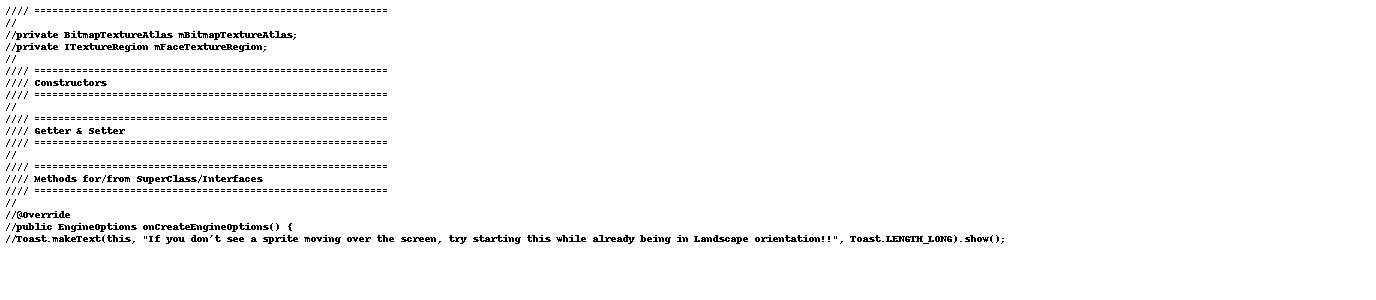 //// ===========================================================
//
//private BitmapTextureAtlas mBitmapTextureAtlas;
//private ITextureRegion mFaceTextureRegion;
//
//// ===========================================================
//// Constructors
//// ===========================================================
//
//// ===========================================================
//// Getter & Setter
//// ===========================================================
//
//// ===========================================================
//// Methods for/from SuperClass/Interfaces
//// ===========================================================
//
//@Override
//public EngineOptions onCreateEngineOptions() {
//Toast.makeText(this, "If you don't see a sprite moving over the screen, try starting this while already being in Landscape orientation!!", Toast.LENGTH_LONG).show();